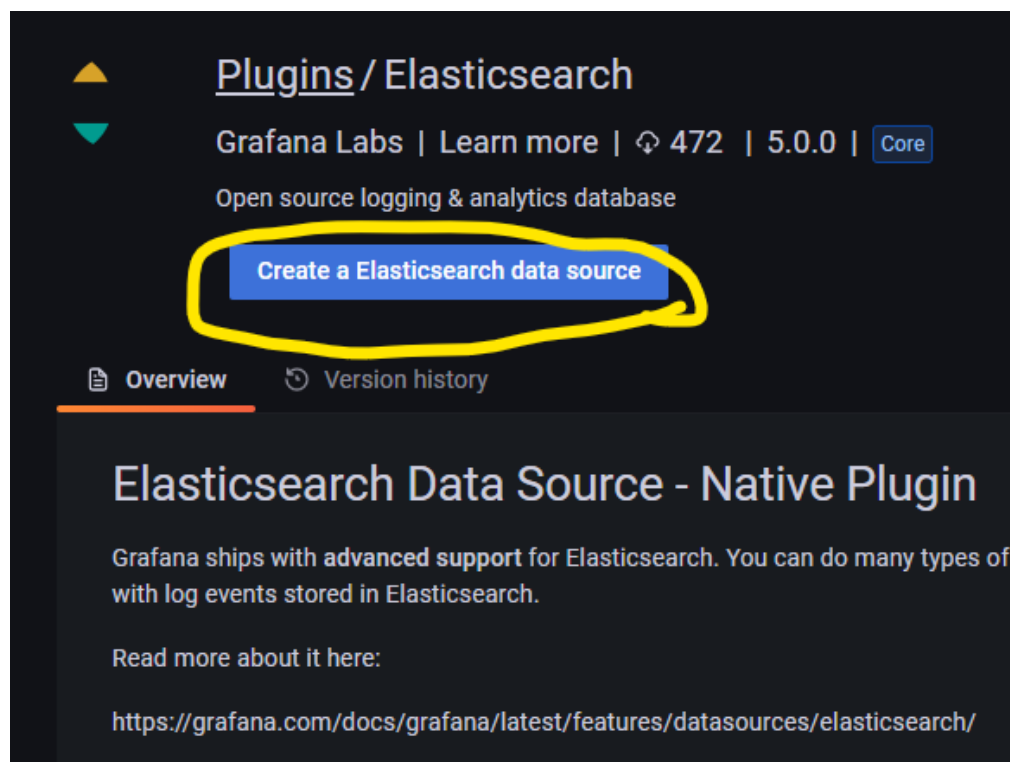 Plugins / Elasticsearch
Grafana Labs | Learn more | 472 | 5.0.0 | Core
Open source logging & analytics database
Create a Elasticsearch data source
Overview Version history
Elasticsearch Data Source - Native Plugin
Grafana ships with advanced support for Elasticsearch. You can do many types of
with log events stored in Elasticsearch.
Read more about it here:
https://grafana.com/docs/grafana/latest/features/datasources/elasticsearch/